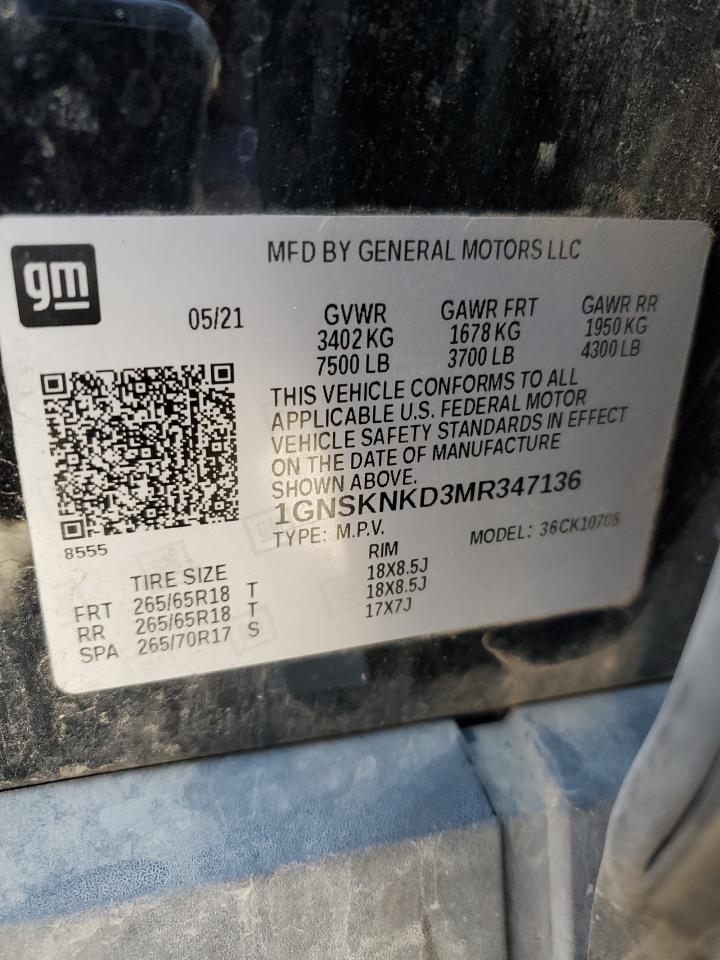 gm
MFD BY GENERAL MOTORS LLC
05/21
GVWR GAWR FRT GAWR RR
3402 KG 1678 KG 1950 KG
7500 LB 3700 LB 4300 LB
THIS VEHICLE CONFORMS TO ALL
APPLICABLE U.S. FEDERAL MOTOR
VEHICLE SAFETY STANDARDS IN EFFECT
ON THE DATE OF MANUFACTURE
SHOWN ABOVE.
1GNSKNKD3MR347136
8555
TYPE: M.P.V. MODEL: 36CK10706
TIRE SIZE RIM
FRT 265/65R18 T 18X8.5J
RR 265/65R18 T 18X8.5J
SPA 265/70R17 S 17X7J